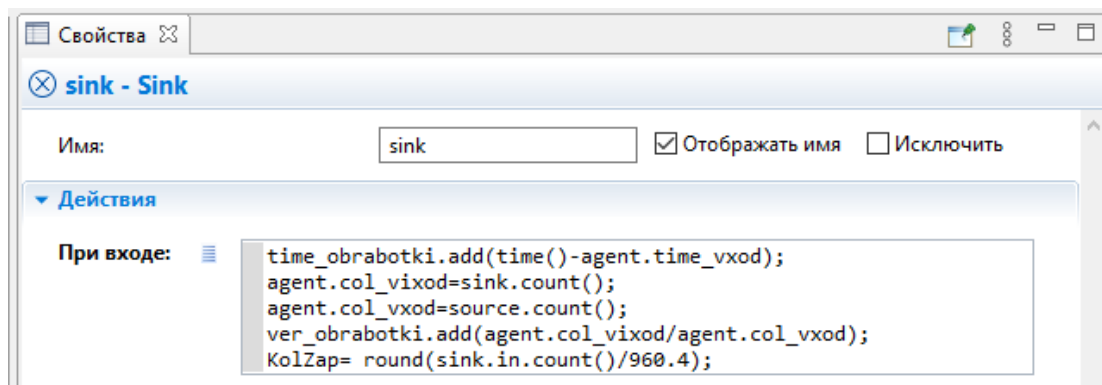 Свойства
sink - Sink
Имя: sink Отображать имя Исключить
Действия
При входе: time_obrabotki.add(time()-agent.time_vxod);
agent.col_vixod=sink.count();
agent.col_vxod=source.count();
ver_obrabotki.add(agent.col_vixod/agent.col_vxod);
KolZap= round(sink.in.count()/960.4);